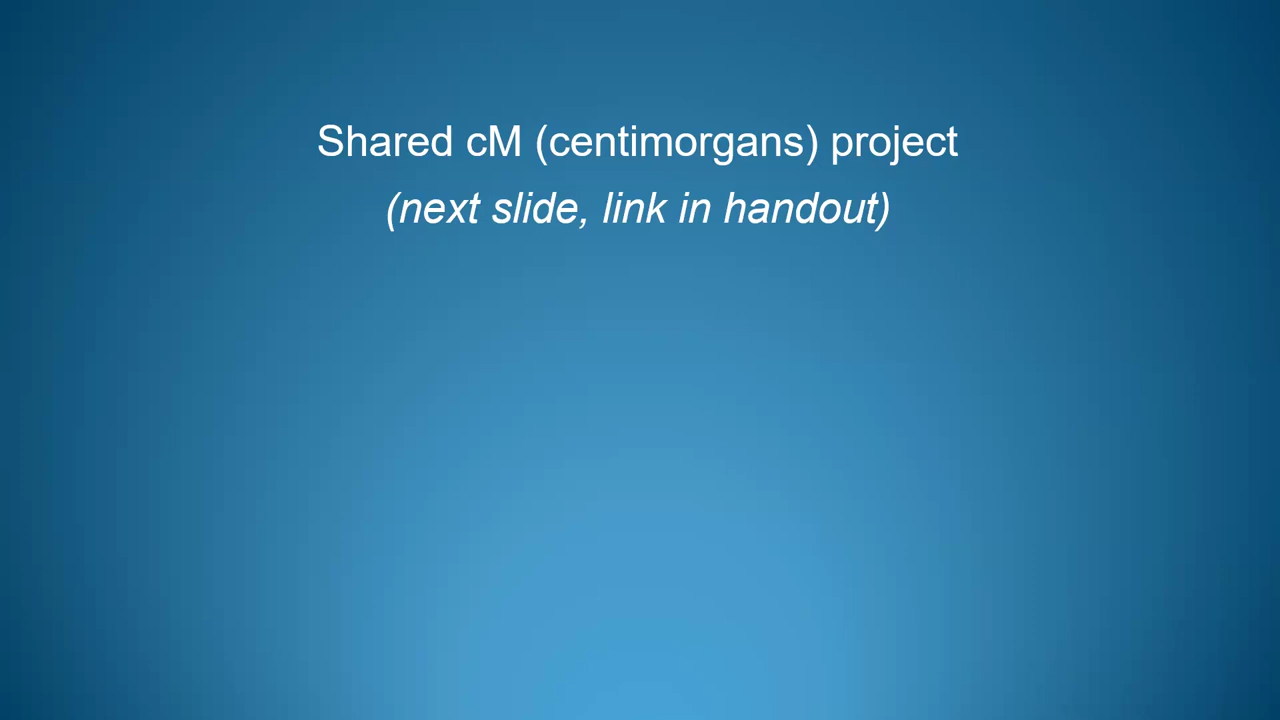 Shared cM (centimorgans) project
(next slide, link in handout)